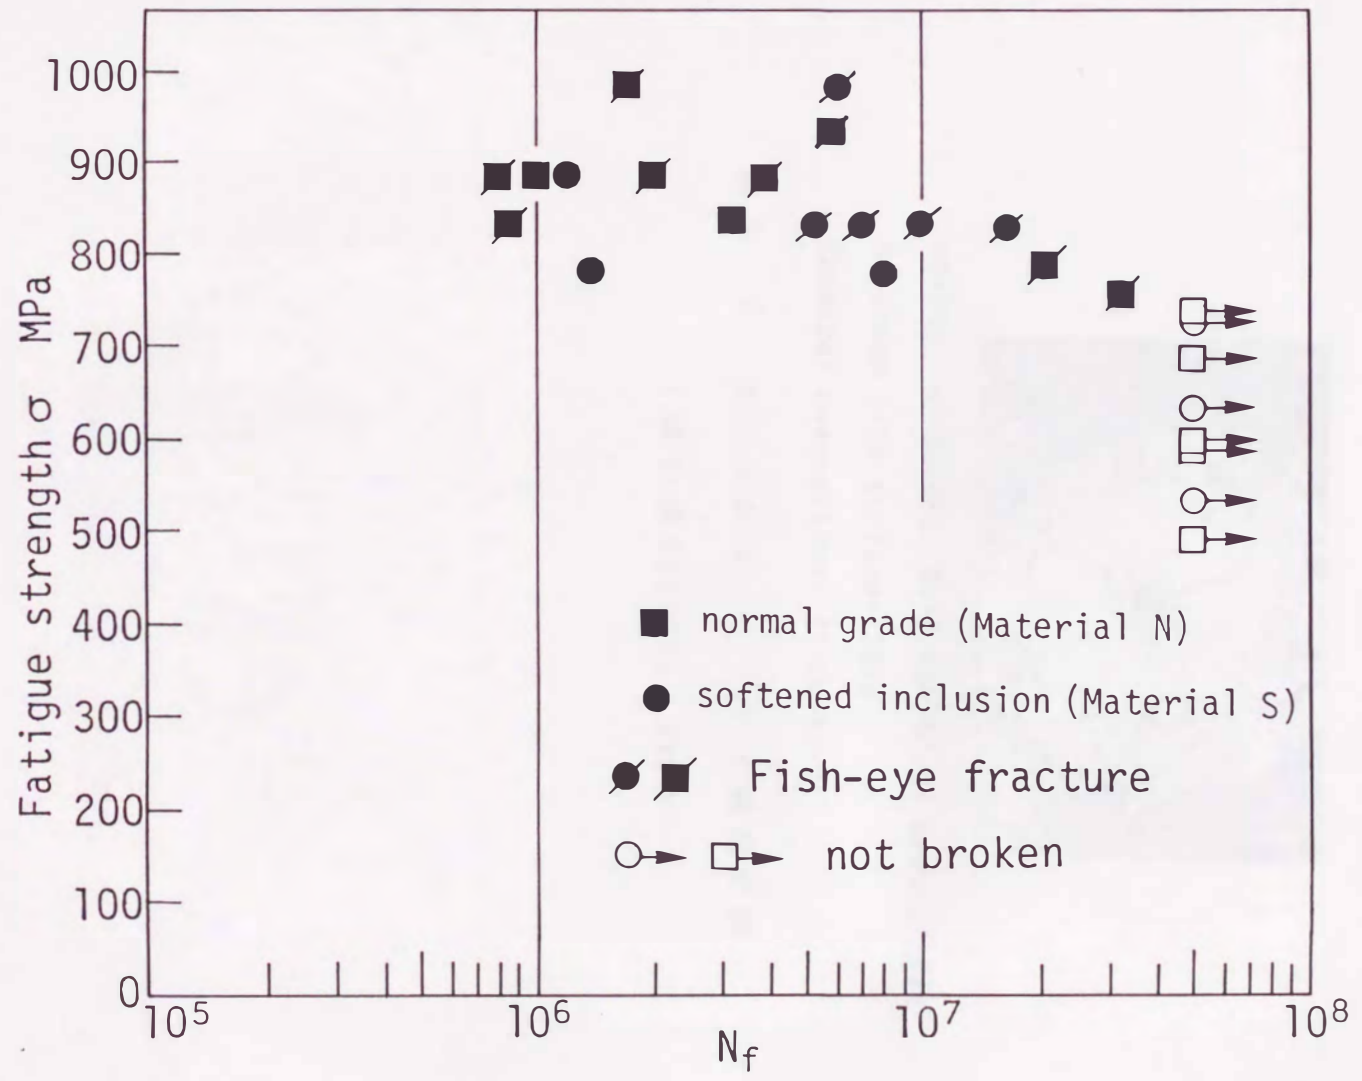 1000
900
800
700
600
500
400
300
200
100
0
Fatigue strength σ MPa
normal grade (Material N)
softened inclusion (Material S)
Fish-eye fracture
not broken
10⁵
10⁶
10⁷
10⁸
N_f